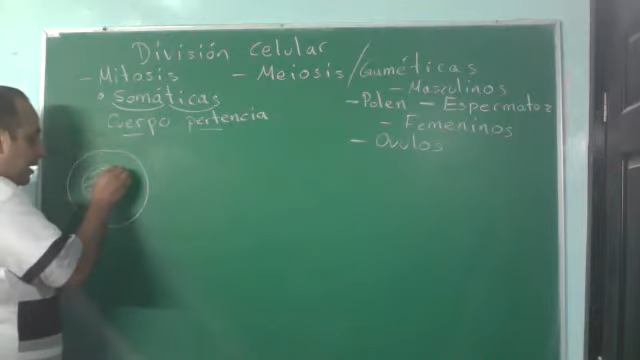 División celular
- Mitosis - Meiosis / Gaméticas
• Somáticas - Masculinos
Cuerpo pertencia - Polen - Espermatoz
- Femeninos
- Ovulos